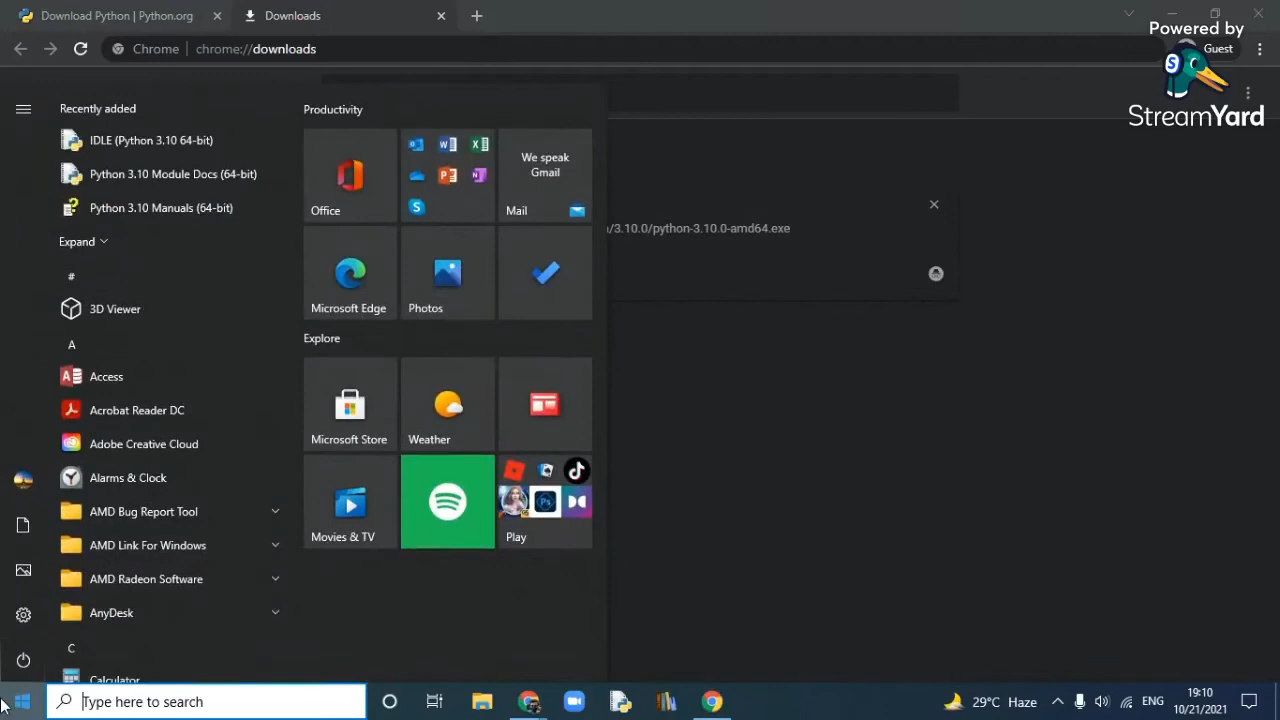 Download Python | Python.org
Downloads
Powered by
Chrome
chrome://downloads
Guest
StreamYard
Recently added
IDLE (Python 3.10 64-bit)
Python 3.10 Module Docs (64-bit)
Python 3.10 Manuals (64-bit)
Expand
#
3D Viewer
A
Access
Acrobat Reader DC
Adobe Creative Cloud
Alarms & Clock
AMD Bug Report Tool
AMD Link For Windows
AMD Radeon Software
AnyDesk
C
Calculator
Productivity
Office
We speak
Gmail
Mail
Microsoft Edge
Photos
Explore
Microsoft Store
Weather
Movies & TV
Play
/3.10.0/python-3.10.0-amd64.exe
Type here to search
29°C Haze
ENG
19:10
10/21/2021